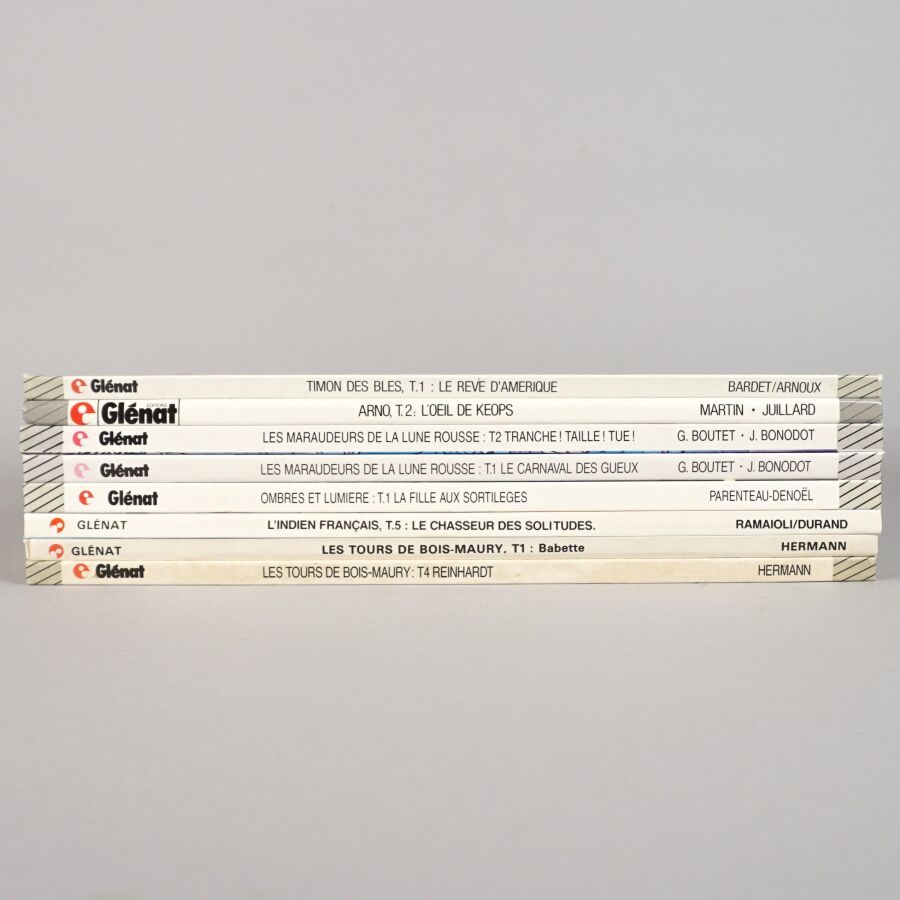 Glénat TIMON DES BLES, T.1 : LE REVE D'AMERIQUE BARDET/ARNOUX
EDITIONS Glénat ARNO, T.2: L'OEIL DE KEOPS MARTIN • JUILLARD
Glénat LES MARAUDEURS DE LA LUNE ROUSSE : T2 TRANCHE! TAILLE! TUE! G. BOUTET • J. BONODOT
Glénat LES MARAUDEURS DE LA LUNE ROUSSE : T.1 LE CARNAVAL DES GUEUX G. BOUTET • J. BONODOT
Glénat OMBRES ET LUMIERE : T.1 LA FILLE AUX SORTILEGES PARENTEAU-DENOËL
GLÉNAT L'INDIEN FRANÇAIS, T.5 : LE CHASSEUR DES SOLITUDES. RAMAIOLI/DURAND
GLÉNAT LES TOURS DE BOIS-MAURY, T1 : Babette HERMANN
Glénat LES TOURS DE BOIS-MAURY: T4 REINHARDT HERMANN